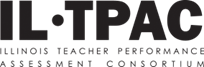 IL•TPAC
ILLINOIS TEACHER PERFORMANCE
ASSESSMENT CONSORTIUM